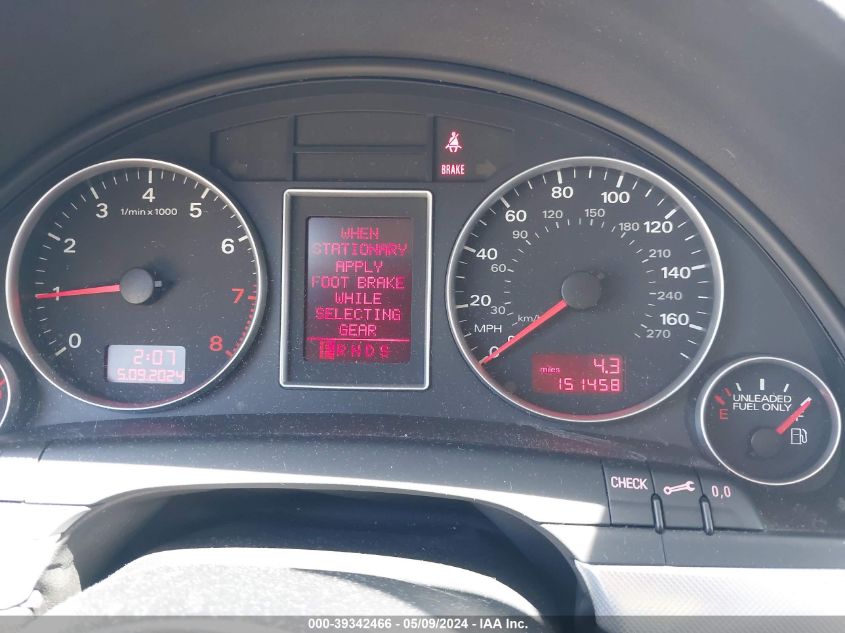 BRAKE
1/min x 1000
0
1
2
3
4
5
6
7
8
2:07
5.09.2024
WHEN
STATIONARY
APPLY
FOOT BRAKE
WHILE
SELECTING
GEAR
PRNDS
0
20
40
60
80
100
120
140
160
MPH
30
60
90
120
150
180
210
240
270
km/h
4.3
miles
151458
UNLEADED
FUEL ONLY
E
F
CHECK
0,0
000-39342466 - 05/09/2024 - IAA Inc.